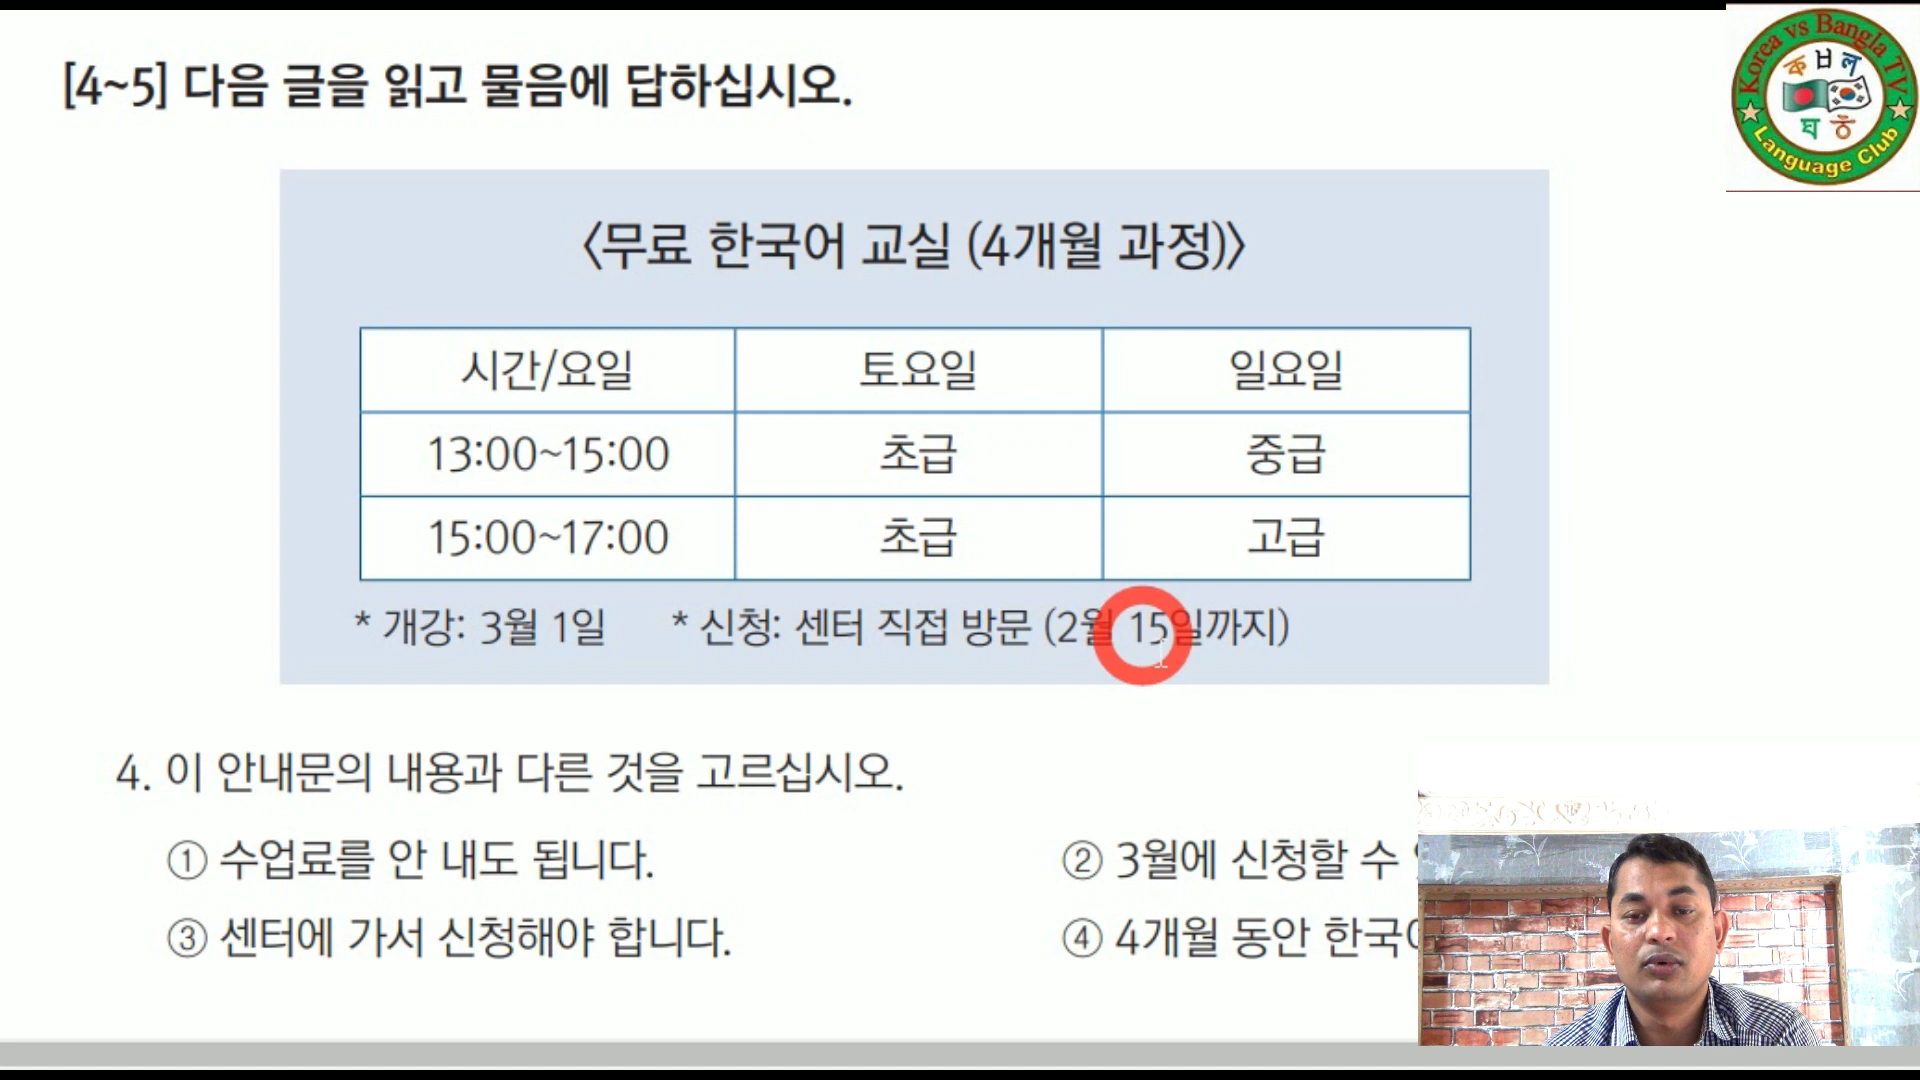 [4~5] 다음 글을 읽고 물음에 답하십시오.
Korea vs Bangla TV
ক ㅂ ল
ঘ ㅎ
Language Club
〈무료 한국어 교실 (4개월 과정)〉
시간/요일 토요일 일요일
13:00~15:00 초급 중급
15:00~17:00 초급 고급
* 개강: 3월 1일 * 신청: 센터 직접 방문 (2월 15일까지)
4. 이 안내문의 내용과 다른 것을 고르십시오.
① 수업료를 안 내도 됩니다. ② 3월에 신청할 수
③ 센터에 가서 신청해야 합니다. ④ 4개월 동안